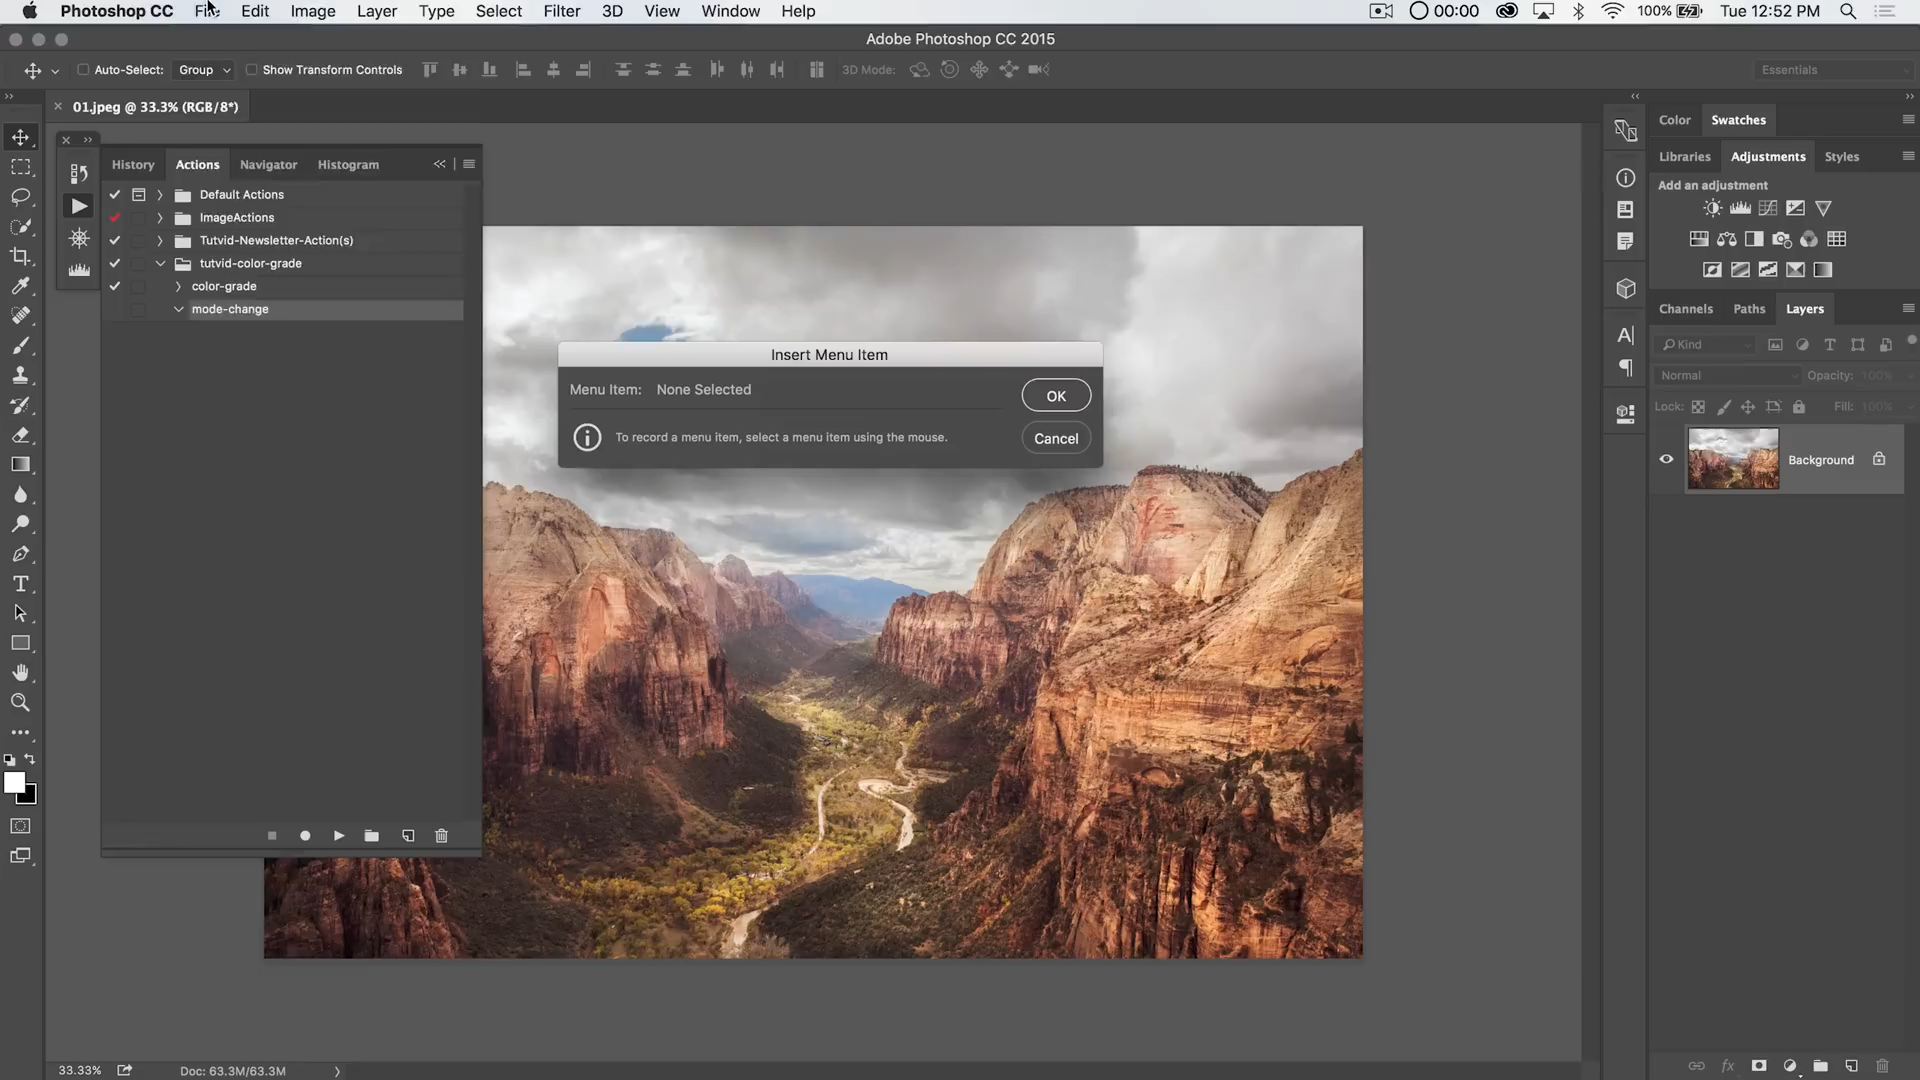 Photoshop CC File Edit Image Layer Type Select Filter 3D View Window Help 00:00 100% Tue 12:52 PM
Adobe Photoshop CC 2015
Auto-Select: Group Show Transform Controls 3D Mode: Essentials
01.jpeg @ 33.3% (RGB/8*)
Color Swatches
History Actions Navigator Histogram
Libraries Adjustments Styles
Add an adjustment
Default Actions
ImageActions
Tutvid-Newsletter-Action(s)
tutvid-color-grade
color-grade
mode-change
Channels Paths Layers
Kind
Normal Opacity: 100%
Lock: Fill: 100%
Background
Insert Menu Item
Menu Item: None Selected
OK
To record a menu item, select a menu item using the mouse.
Cancel
33.33% Doc: 63.3M/63.3M